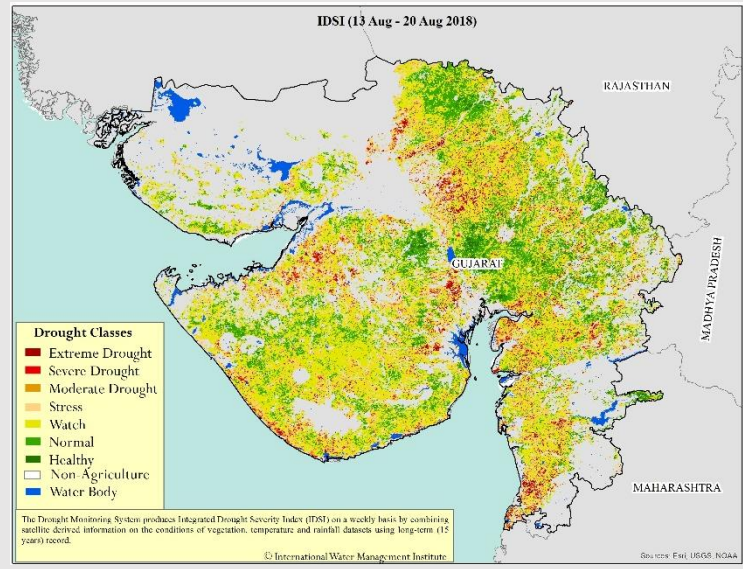 IDSI (13 Aug - 20 Aug 2018)
RAJASTHAN
GUJARAT
MADHYA PRADESH
MAHARASHTRA
Drought Classes
Extreme Drought
Severe Drought
Moderate Drought
Stress
Watch
Normal
Healthy
Non-Agriculture
Water Body
The Drought Monitoring System produces Integrated Drought Severity Index (IDSI) on a weekly basis by combining
satellite derived information on the conditions of vegetation, temperature and rainfall datasets using long-term (15
years) record.
© International Water Management Institute
Sources: Esri, USGS, NOAA